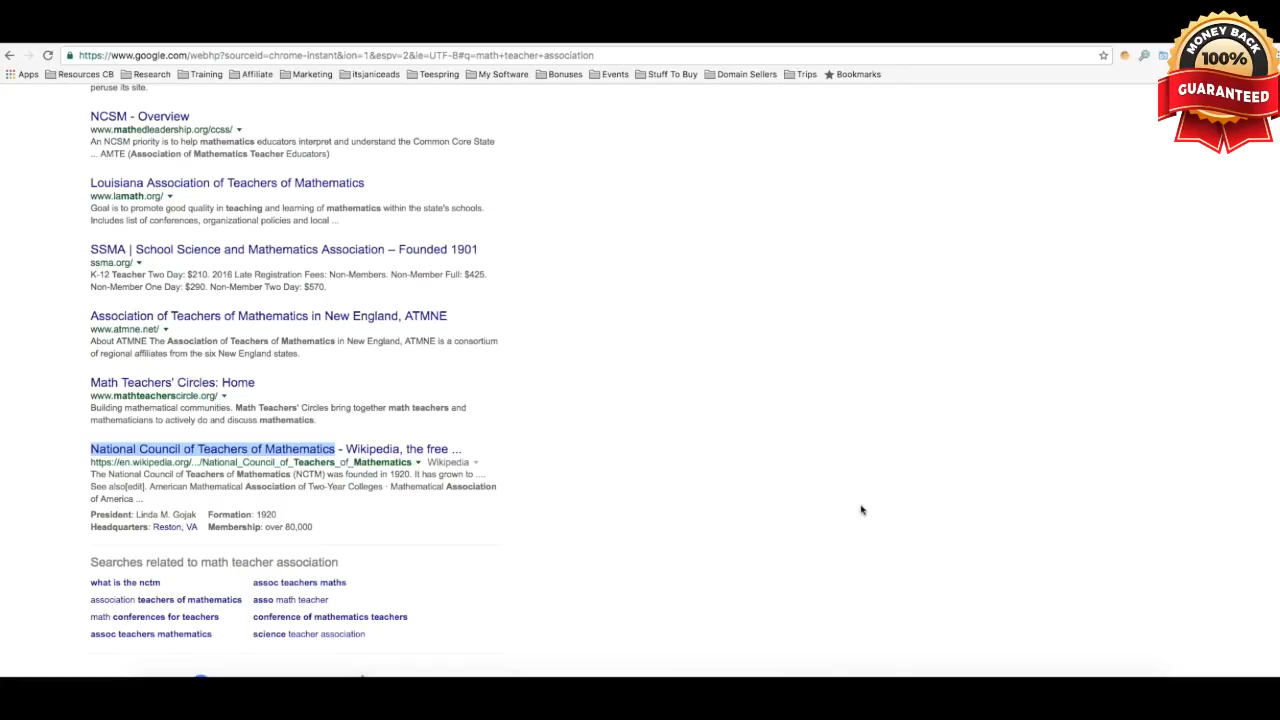 https://www.google.com/webhp?sourceid=chrome-instant&ion=1&espv=2&ie=UTF-8#q=math+teacher+association
Apps Resources CB Research Training Affiliate Marketing itsjaniceads Teespring My Software Bonuses Events Stuff To Buy Domain Sellers Trips Bookmarks
MONEY BACK
100%
GUARANTEED
peruse its site.
NCSM - Overview
www.mathedleadership.org/ccss/
An NCSM priority is to help mathematics educators interpret and understand the Common Core State
... AMTE (Association of Mathematics Teacher Educators)
Louisiana Association of Teachers of Mathematics
www.lamath.org/
Goal is to promote good quality in teaching and learning of mathematics within the state's schools.
Includes list of conferences, organizational policies and local ...
SSMA | School Science and Mathematics Association – Founded 1901
ssma.org/
K-12 Teacher Two Day: $210. 2016 Late Registration Fees: Non-Members. Non-Member Full: $425.
Non-Member One Day: $290. Non-Member Two Day: $570.
Association of Teachers of Mathematics in New England, ATMNE
www.atmne.net/
About ATMNE The Association of Teachers of Mathematics in New England, ATMNE is a consortium
of regional affiliates from the six New England states.
Math Teachers' Circles: Home
www.mathteacherscircle.org/
Building mathematical communities. Math Teachers' Circles bring together math teachers and
mathematicians to actively do and discuss mathematics.
National Council of Teachers of Mathematics - Wikipedia, the free ...
https://en.wikipedia.org/.../National_Council_of_Teachers_of_Mathematics Wikipedia
The National Council of Teachers of Mathematics (NCTM) was founded in 1920. It has grown to ....
See also[edit]. American Mathematical Association of Two-Year Colleges · Mathematical Association
of America ...
President: Linda M. Gojak Formation: 1920
Headquarters: Reston, VA Membership: over 80,000
Searches related to math teacher association
what is the nctm assoc teachers maths
association teachers of mathematics asso math teacher
math conferences for teachers conference of mathematics teachers
assoc teachers mathematics science teacher association